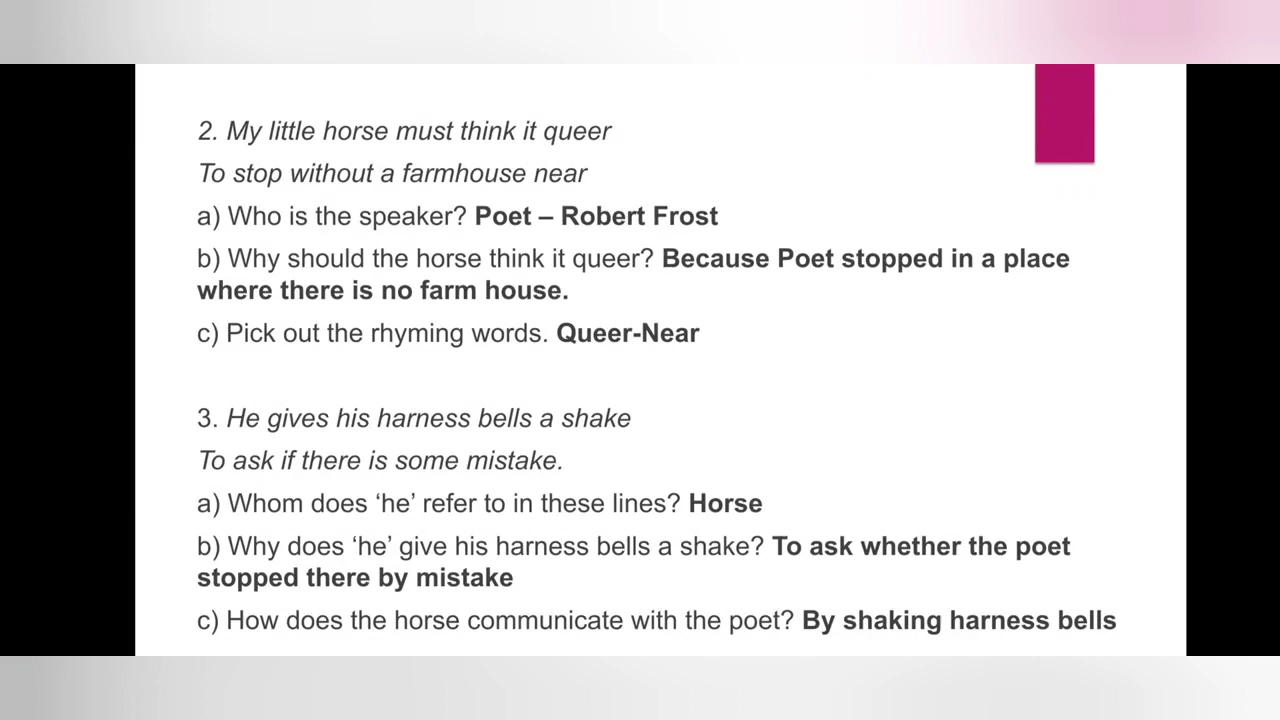 2. My little horse must think it queer
To stop without a farmhouse near
a) Who is the speaker? Poet – Robert Frost
b) Why should the horse think it queer? Because Poet stopped in a place
where there is no farm house.
c) Pick out the rhyming words. Queer-Near
3. He gives his harness bells a shake
To ask if there is some mistake.
a) Whom does ‘he’ refer to in these lines? Horse
b) Why does ‘he’ give his harness bells a shake? To ask whether the poet
stopped there by mistake
c) How does the horse communicate with the poet? By shaking harness bells